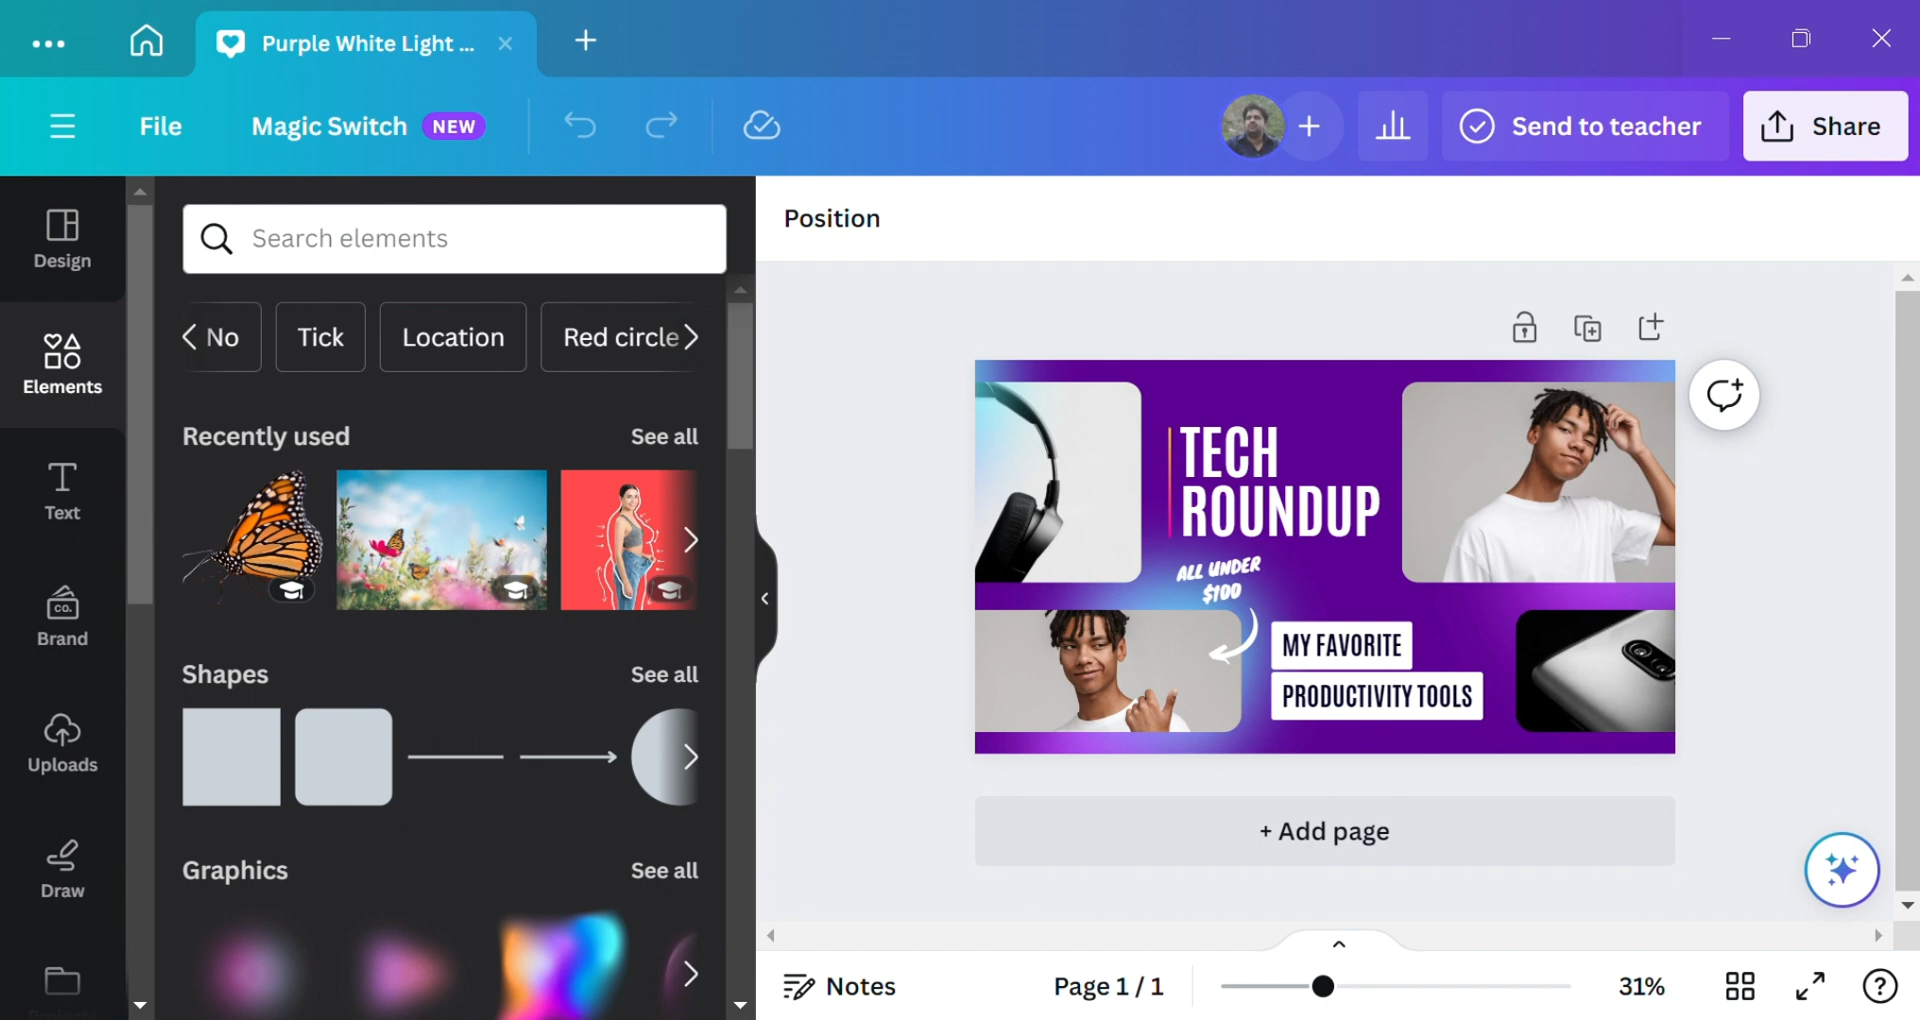 Purple White Light ...
File
Magic Switch NEW
Send to teacher
Share
Design
Elements
Text
CO.
Brand
Uploads
Draw
Search elements
No
Tick
Location
Red circle
Recently used
See all
Shapes
See all
Graphics
See all
Position
TECH
ROUNDUP
ALL UNDER
$100
MY FAVORITE
PRODUCTIVITY TOOLS
+ Add page
Notes
Page 1 / 1
31%